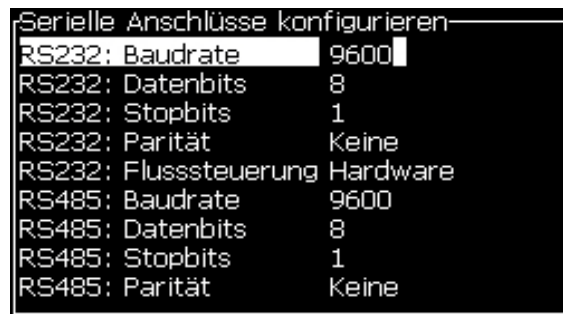 Serielle Anschlüsse konfigurieren
RS232: Baudrate 9600
RS232: Datenbits 8
RS232: Stopbits 1
RS232: Parität Keine
RS232: Flusssteuerung Hardware
RS485: Baudrate 9600
RS485: Datenbits 8
RS485: Stopbits 1
RS485: Parität Keine